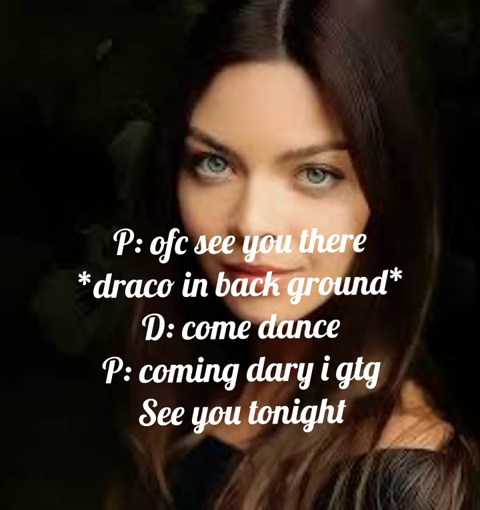 P: ofc see you there
*draco in back ground*
D: come dance
P: coming dary i gtg
See you tonight